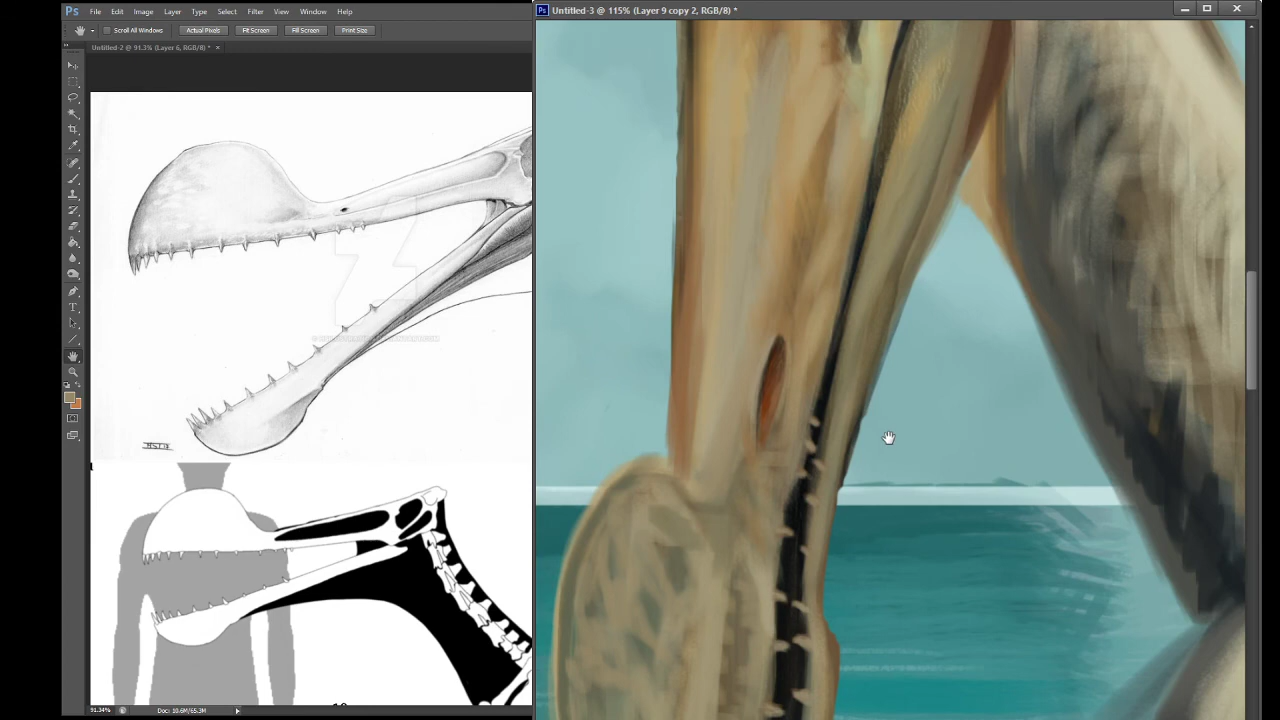 Ps File Edit Image Layer Type Select Filter View Window Help
Scroll All Windows Actual Pixels Fit Screen Fill Screen Print Size
Untitled-2 @ 91.3% (Layer 6, RGB/8) * ×
91.34% Doc: 10.6M/65.3M
Ps Untitled-3 @ 115% (Layer 9 copy 2, RGB/8) *